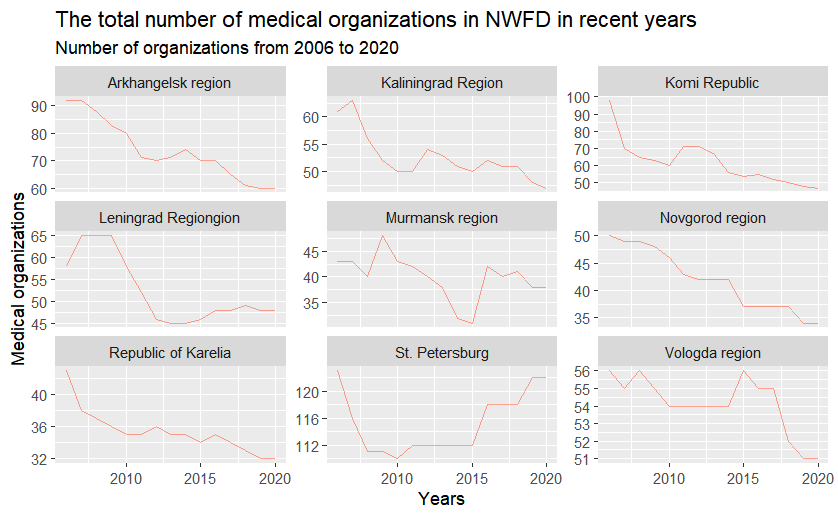 The total number of medical organizations in NWFD in recent years
Number of organizations from 2006 to 2020
Medical organizations
Arkhangelsk region
90
80
70
60
Kaliningrad Region
60
55
50
Komi Republic
100
90
80
70
60
50
Leningrad Regiongion
65
60
55
50
45
Murmansk region
45
40
35
Novgorod region
50
45
40
35
Republic of Karelia
40
36
32
St. Petersburg
120
116
112
Vologda region
56
55
54
53
52
51
2010 2015 2020
2010 2015 2020
2010 2015 2020
Years